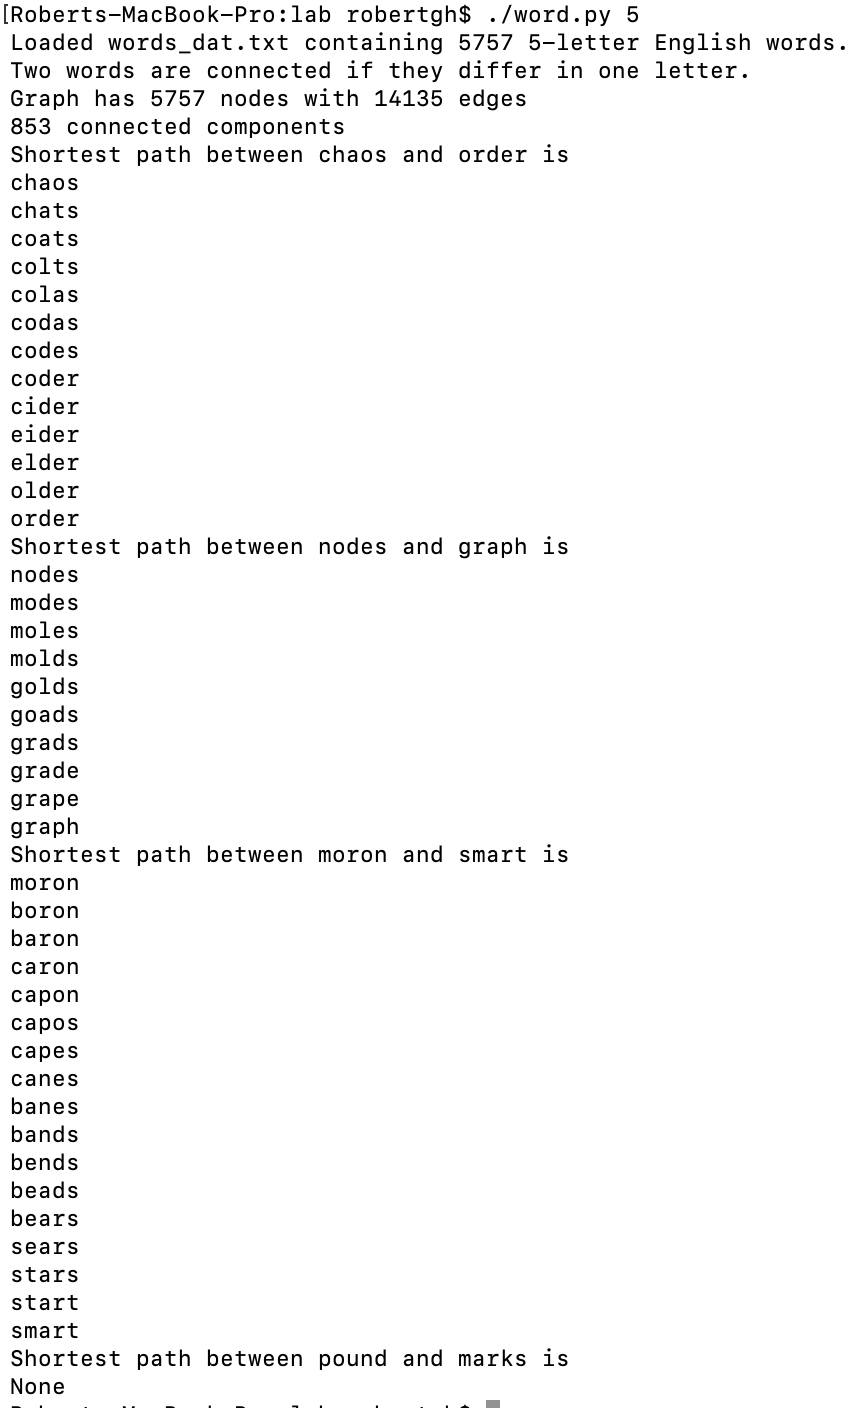 [Roberts-MacBook-Pro:lab robertgh$ ./word.py 5
Loaded words_dat.txt containing 5757 5-letter English words.
Two words are connected if they differ in one letter.
Graph has 5757 nodes with 14135 edges
853 connected components
Shortest path between chaos and order is
chaos
chats
coats
colts
colas
codas
codes
coder
cider
eider
elder
older
order
Shortest path between nodes and graph is
nodes
modes
moles
molds
golds
goads
grads
grade
grape
graph
Shortest path between moron and smart is
moron
boron
baron
caron
capon
capos
capes
canes
banes
bands
bends
beads
bears
sears
stars
start
smart
Shortest path between pound and marks is
None